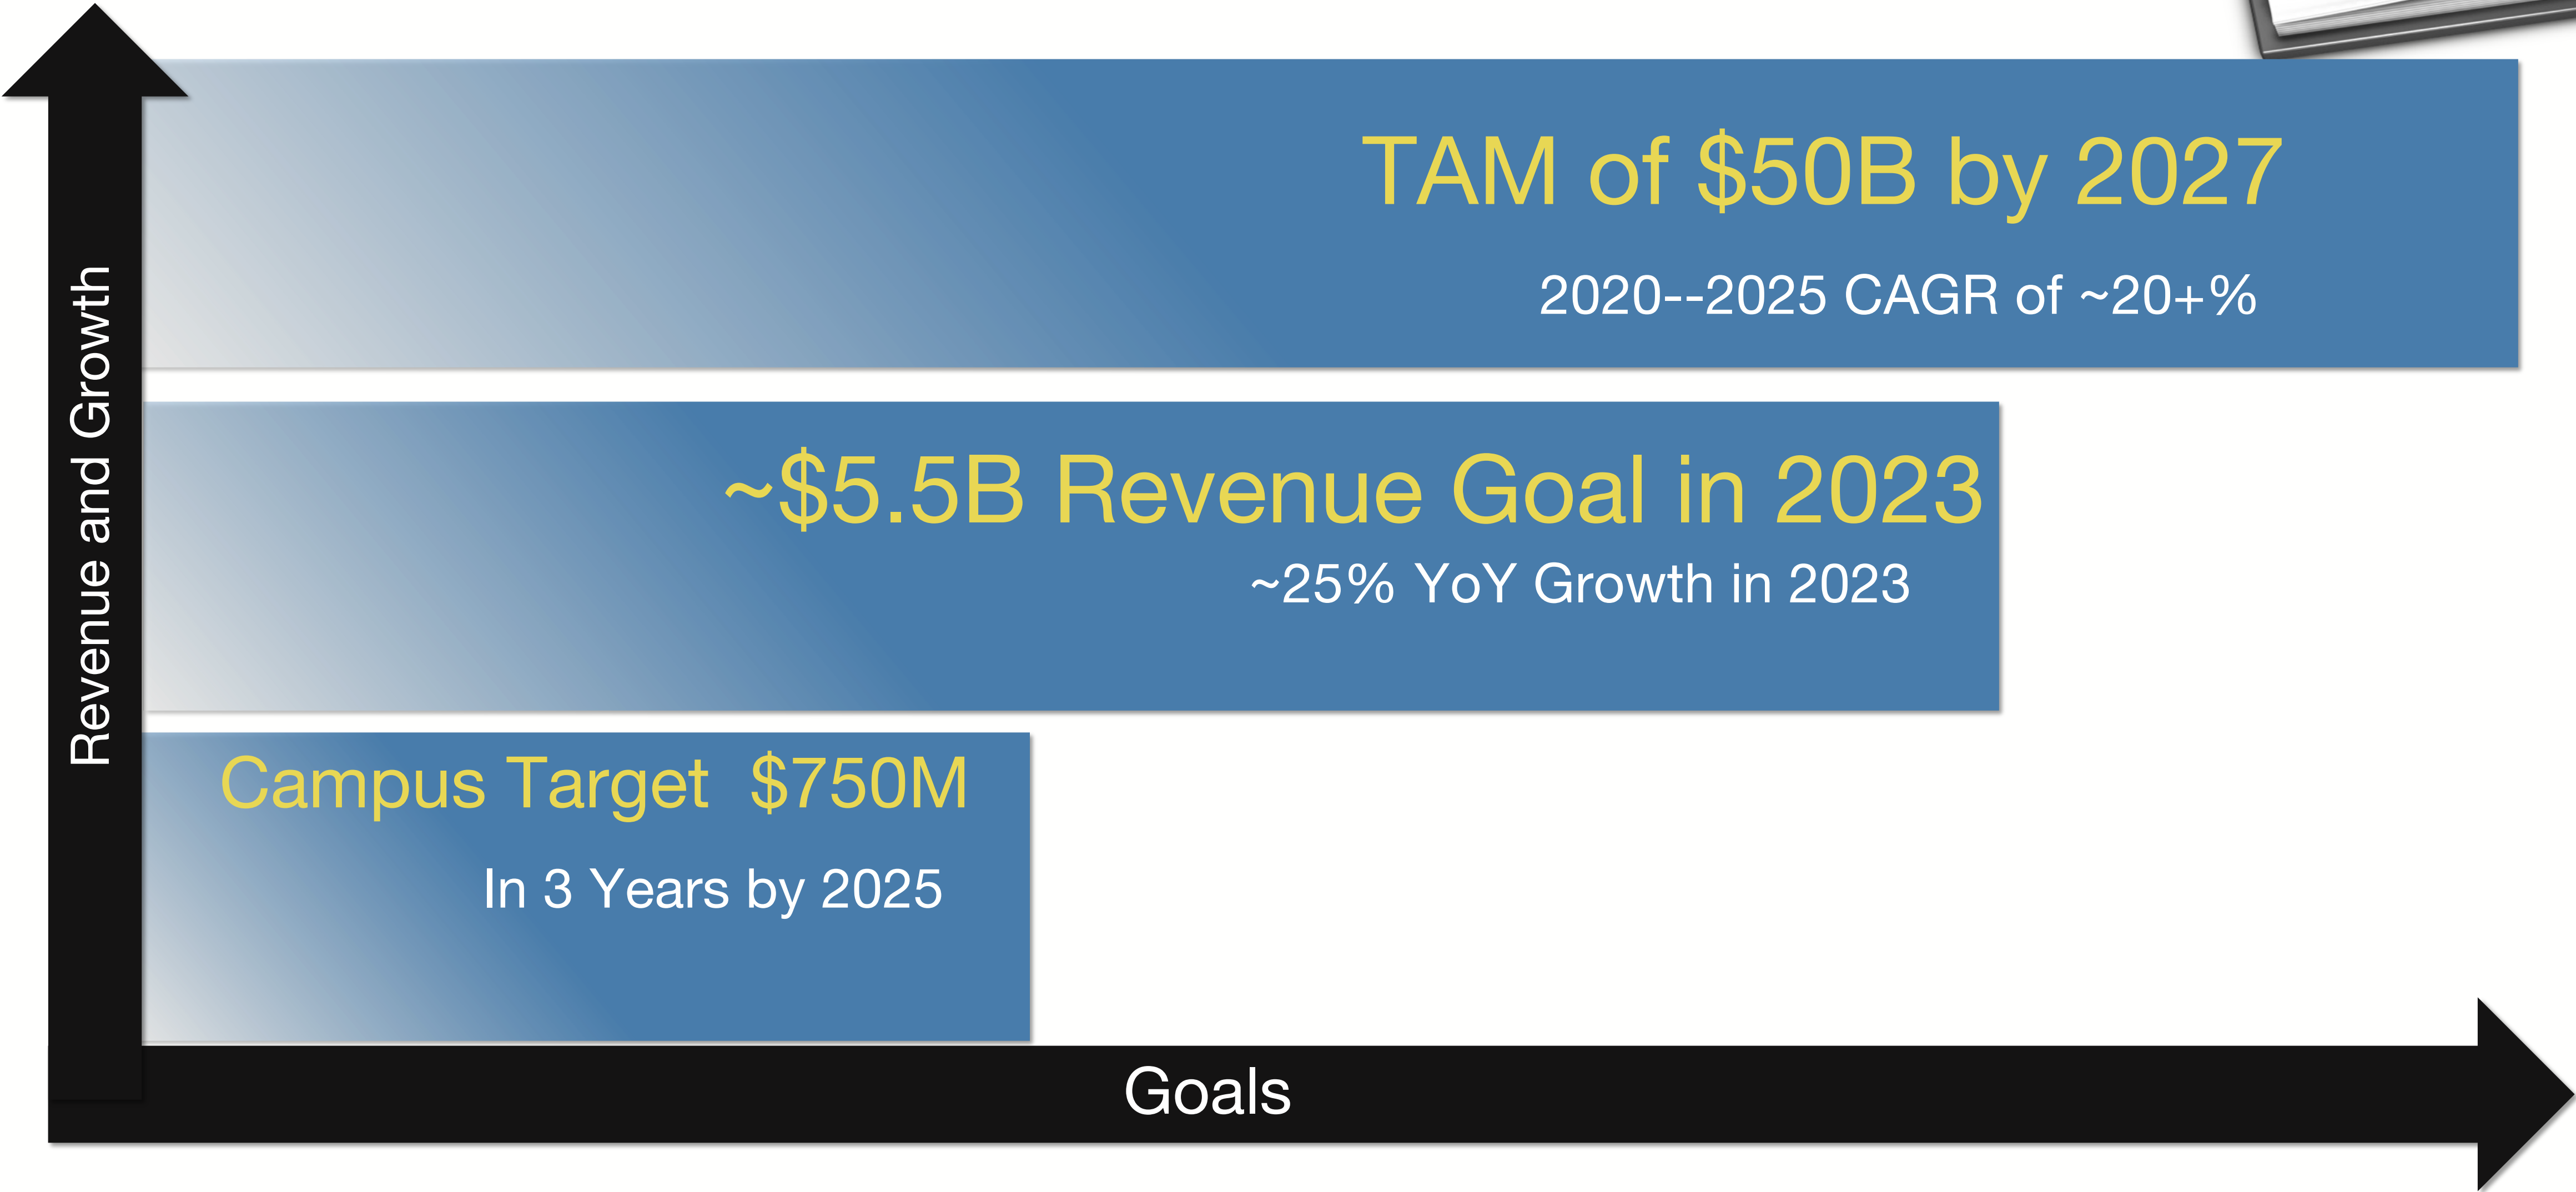 Revenue and Growth
TAM of $50B by 2027
2020--2025 CAGR of ~20+%
~$5.5B Revenue Goal in 2023
~25% YoY Growth in 2023
Campus Target  $750M
In 3 Years by 2025
Goals